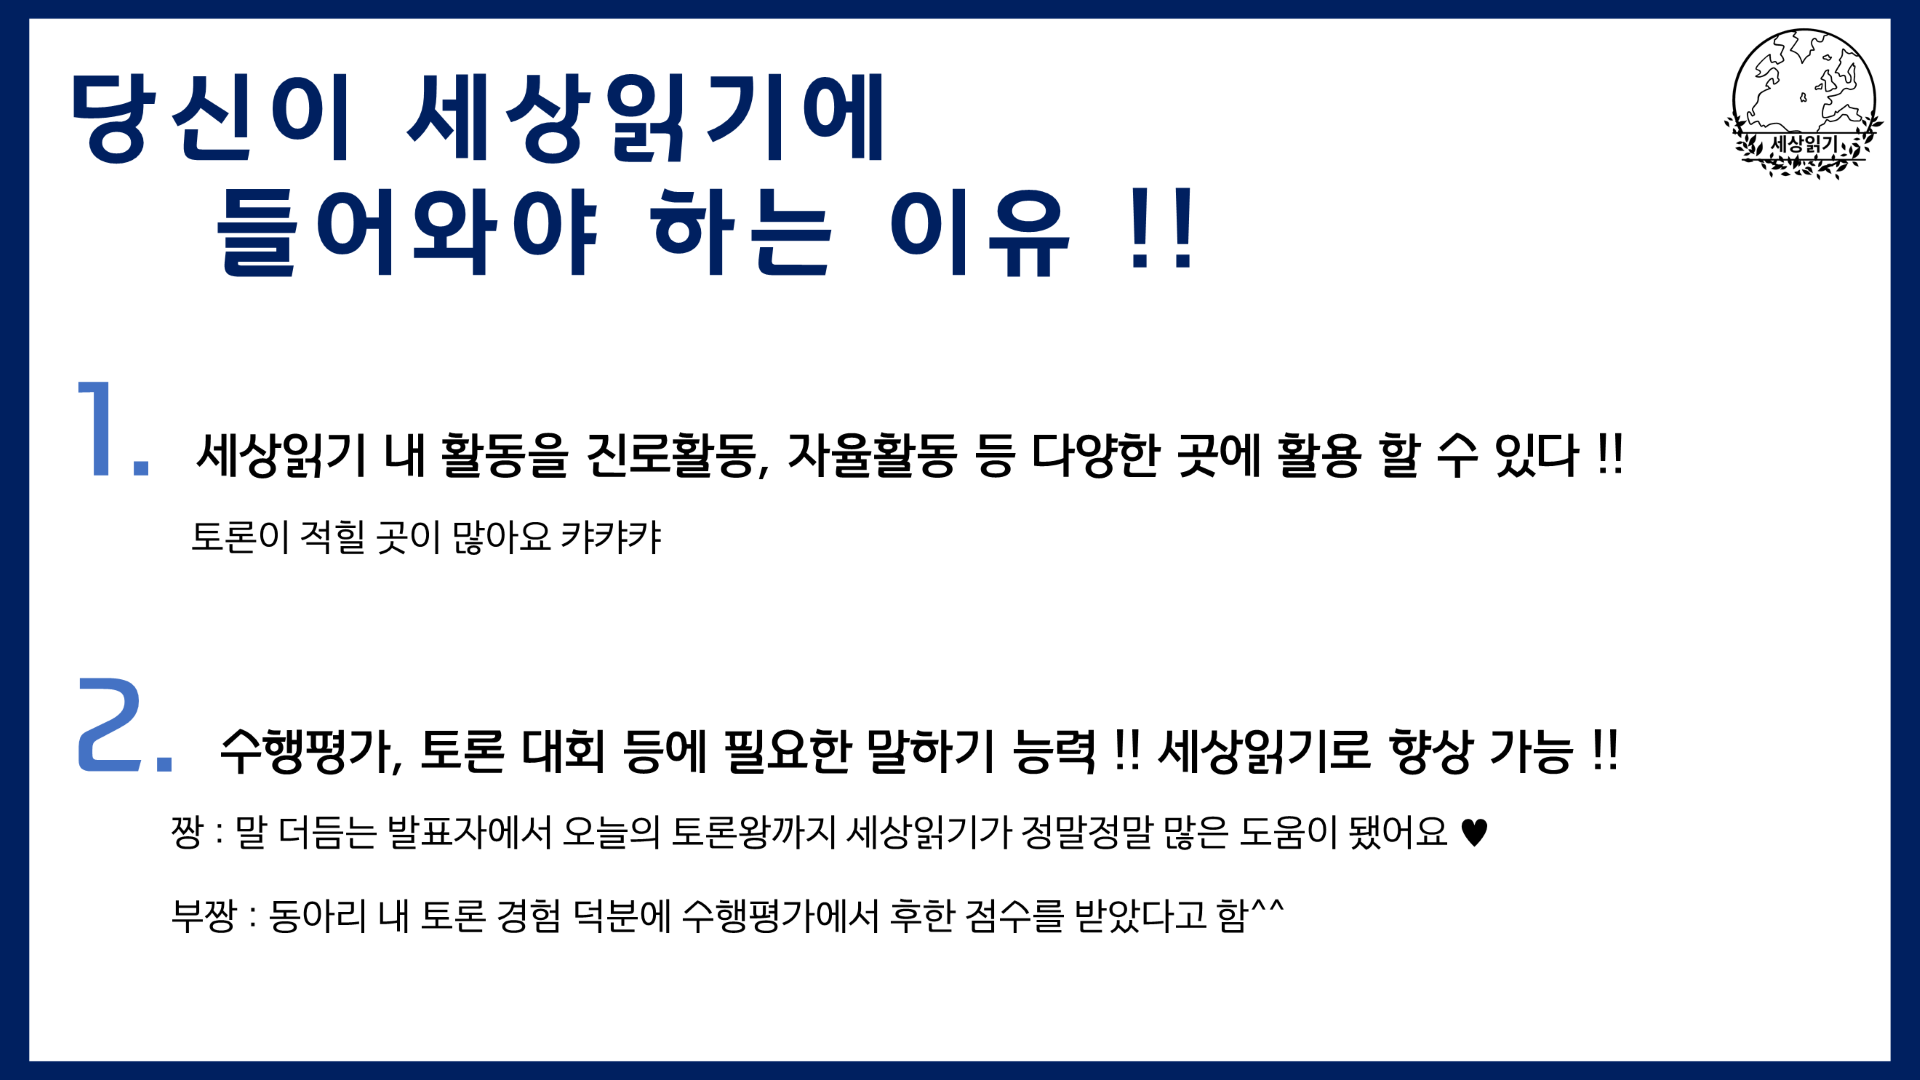 당신이 세상읽기에
들어와야 하는 이유 !!
세상읽기
1. 세상읽기 내 활동을 진로활동, 자율활동 등 다양한 곳에 활용 할 수 있다 !!
토론이 적힐 곳이 많아요 캬캬캬
2. 수행평가, 토론 대회 등에 필요한 말하기 능력 !! 세상읽기로 향상 가능 !!
짱 : 말 더듬는 발표자에서 오늘의 토론왕까지 세상읽기가 정말정말 많은 도움이 됐어요 ♥
부짱 : 동아리 내 토론 경험 덕분에 수행평가에서 후한 점수를 받았다고 함^^